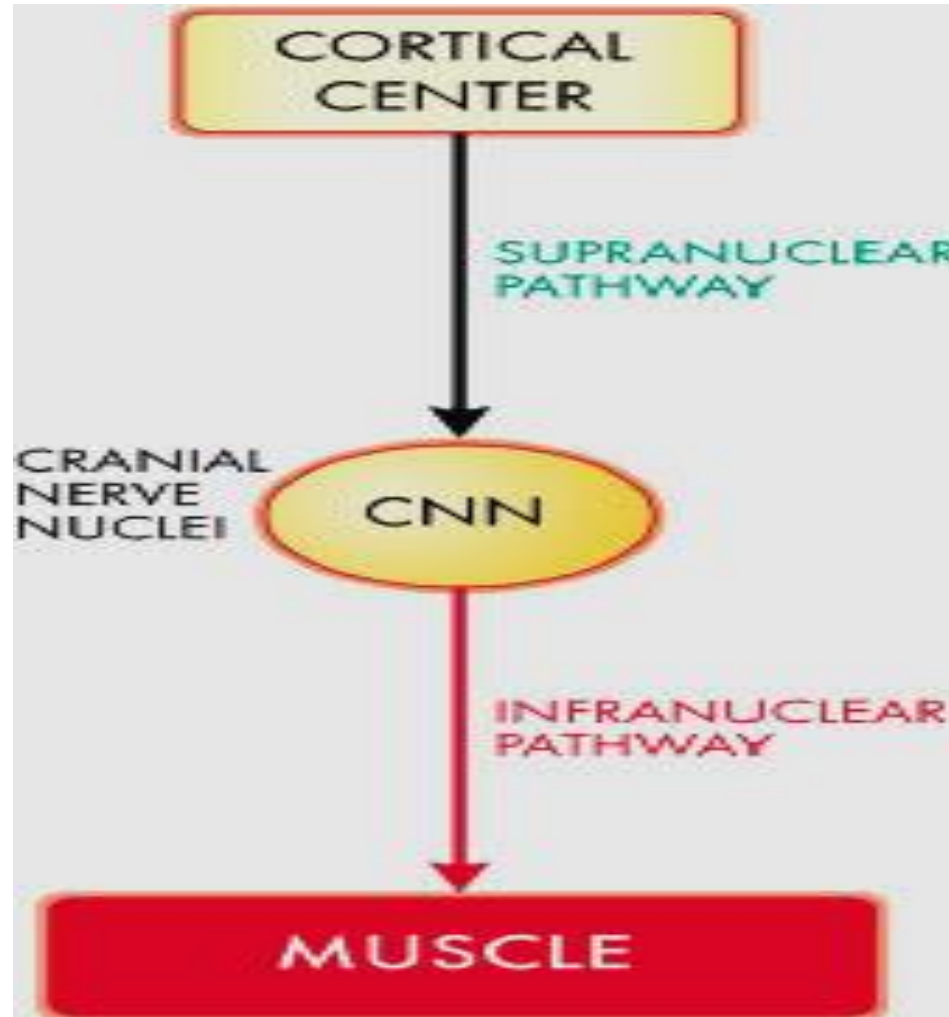 CORTICAL
CENTER
SUPRANUCLEAR
PATHWAY
CRANIAL
NERVE
NUCLEI
CNN
INFRANUCLEAR
PATHWAY
MUSCLE